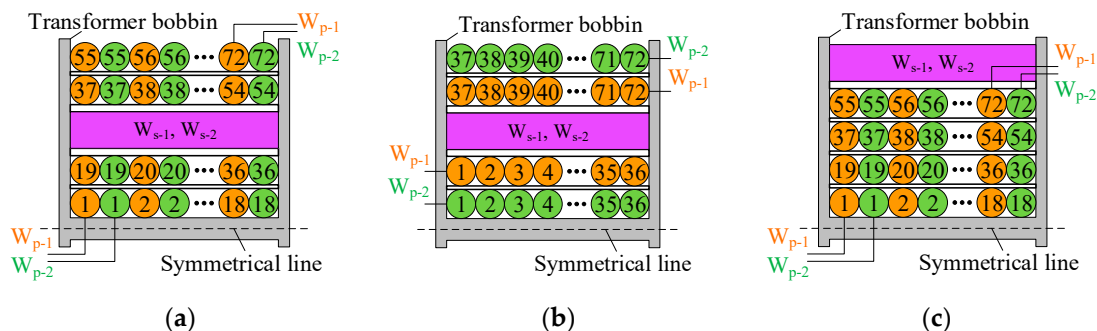 Transformer bobbin
W_p-1
55 55 56 56 ••• 72 72
W_p-2
37 37 38 38 ••• 54 54
W_s-1, W_s-2
19 19 20 20 ••• 36 36
1 1 2 2 ••• 18 18
W_p-1
W_p-2
Symmetrical line
(a)
Transformer bobbin
37 38 39 40 ••• 71 72
W_p-2
37 38 39 40 ••• 71 72
W_p-1
W_s-1, W_s-2
W_p-1
1 2 3 4 ••• 35 36
W_p-2
1 2 3 4 ••• 35 36
Symmetrical line
(b)
Transformer bobbin
W_s-1, W_s-2
W_p-1
55 55 56 56 ••• 72 72
W_p-2
37 37 38 38 ••• 54 54
19 19 20 20 ••• 36 36
1 1 2 2 ••• 18 18
W_p-1
W_p-2
Symmetrical line
(c)